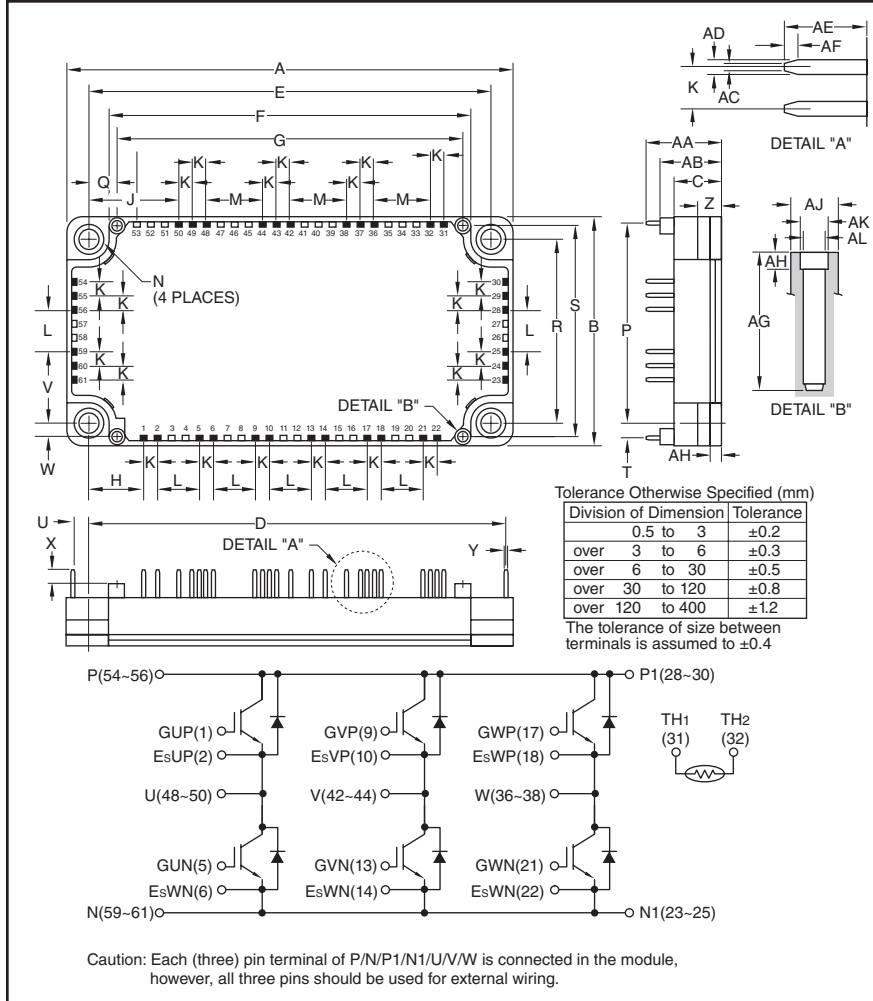 A
E
F
G
K K K
K
Q K K K
J M M M
53 52 51 50 49 48 47 46 45 44 43 42 41 40 39 38 37 36 35 34 33 32 31
N
(4 PLACES)
54
55
56
57
58
59
60
61
K K
K K
L
V
W
30
29
28
27
26
25
24
23
K K
K K
L
S
R
B
DETAIL "B"
1 2 3 4 5 6 7 8 9 10 11 12 13 14 15 16 17 18 19 20 21 22
K K K K K K
H L L L L L
AD
AE
AF
K
AC
DETAIL "A"
AA
AB
C
Z
P
AH
T
AJ
AK
AL
AH
AG
DETAIL "B"
U
X
D
DETAIL "A"
Y
Tolerance Otherwise Specified (mm)
Division of Dimension Tolerance
0.5 to 3 ±0.2
over 3 to 6 ±0.3
over 6 to 30 ±0.5
over 30 to 120 ±0.8
over 120 to 400 ±1.2
The tolerance of size between
terminals is assumed to ±0.4
P(54~56) P1(28~30)
GUP(1) GVP(9) GWP(17)
EsUP(2) EsVP(10) EsWP(18)
TH1 TH2
(31) (32)
U(48~50) V(42~44) W(36~38)
GUN(5) GVN(13) GWN(21)
EsWN(6) EsWN(14) EsWN(22)
N(59~61) N1(23~25)
Caution: Each (three) pin terminal of P/N/P1/N1/U/V/W is connected in the module,
however, all three pins should be used for external wiring.